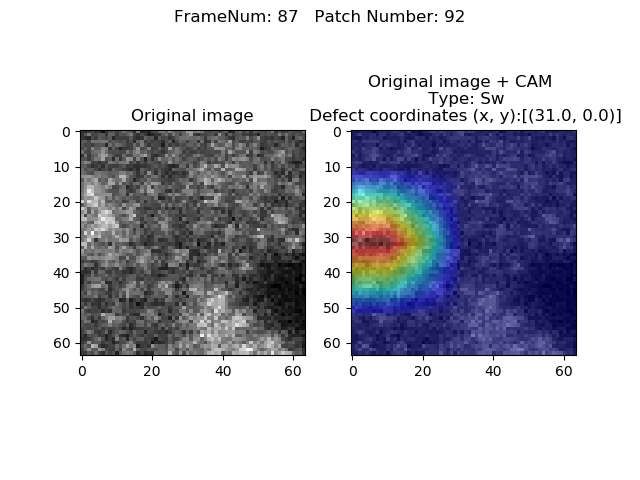 FrameNum: 87   Patch Number: 92
Original image
Original image + CAM
Type: Sw
Defect coordinates (x, y):[(31.0, 0.0)]
0
10
20
30
40
50
60
0 20 40 60
0
10
20
30
40
50
60
0 20 40 60